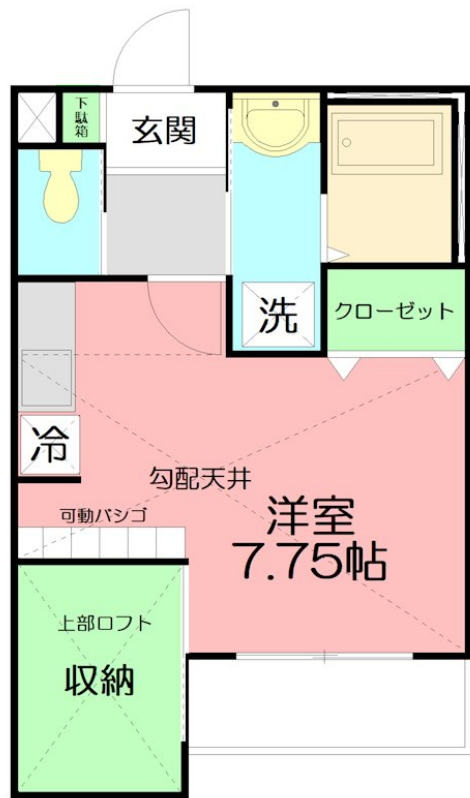 下駄箱
玄関
洗
クローゼット
冷
勾配天井
洋室
7.75帖
可動バシゴ
上部ロフト
収納